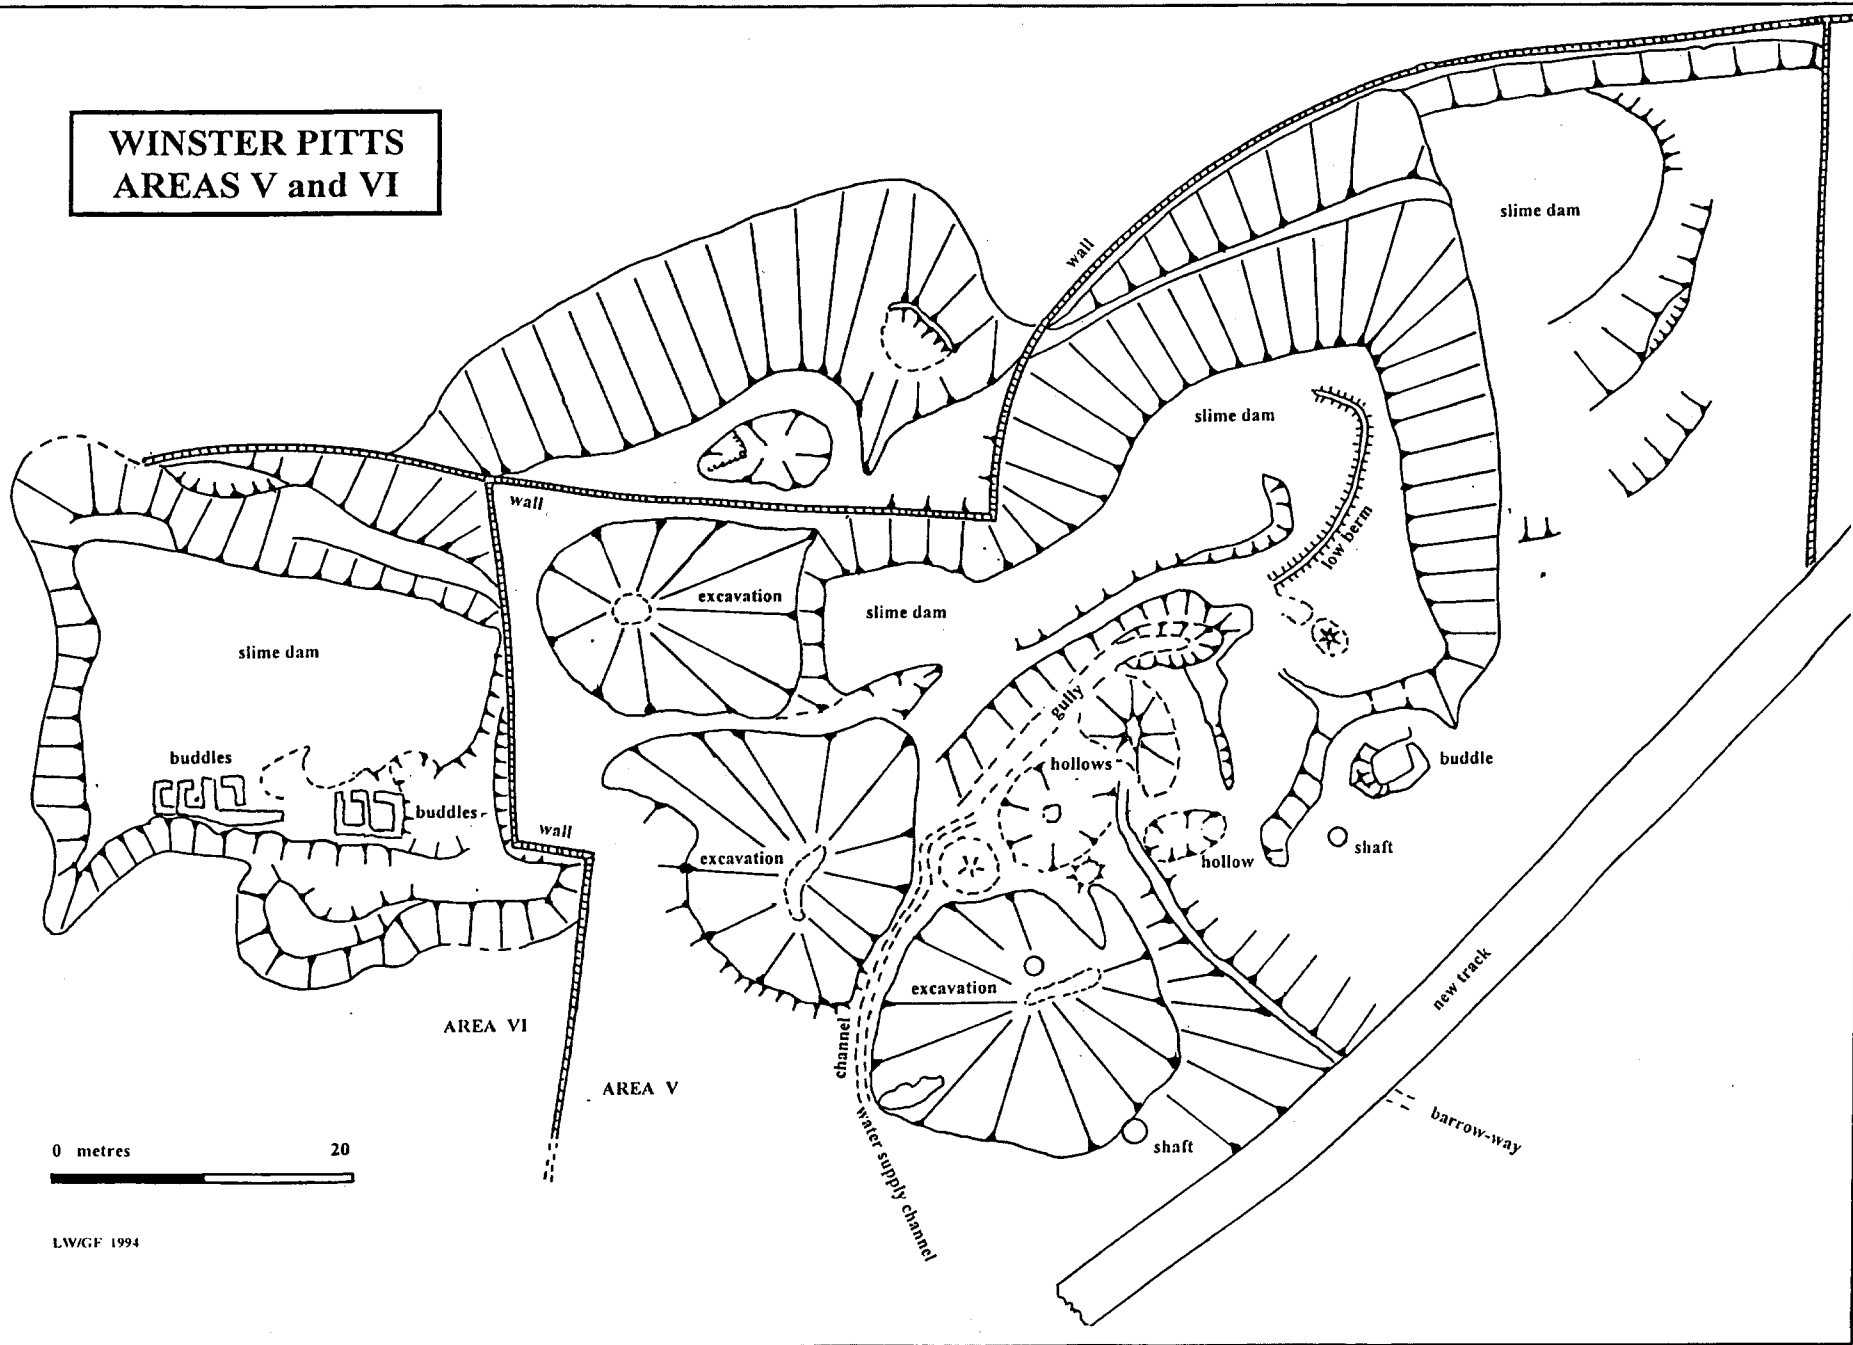 WINSTER PITTS
AREAS V and VI
slime dam
wall
slime dam
wall
low berm
excavation
slime dam
slime dam
gully
buddles
hollows
buddle
buddles
wall
shaft
excavation
hollow
excavation
new track
AREA VI
channel
AREA V
barrow-way
water supply channel
shaft
0 metres 20
LW/GF 1994